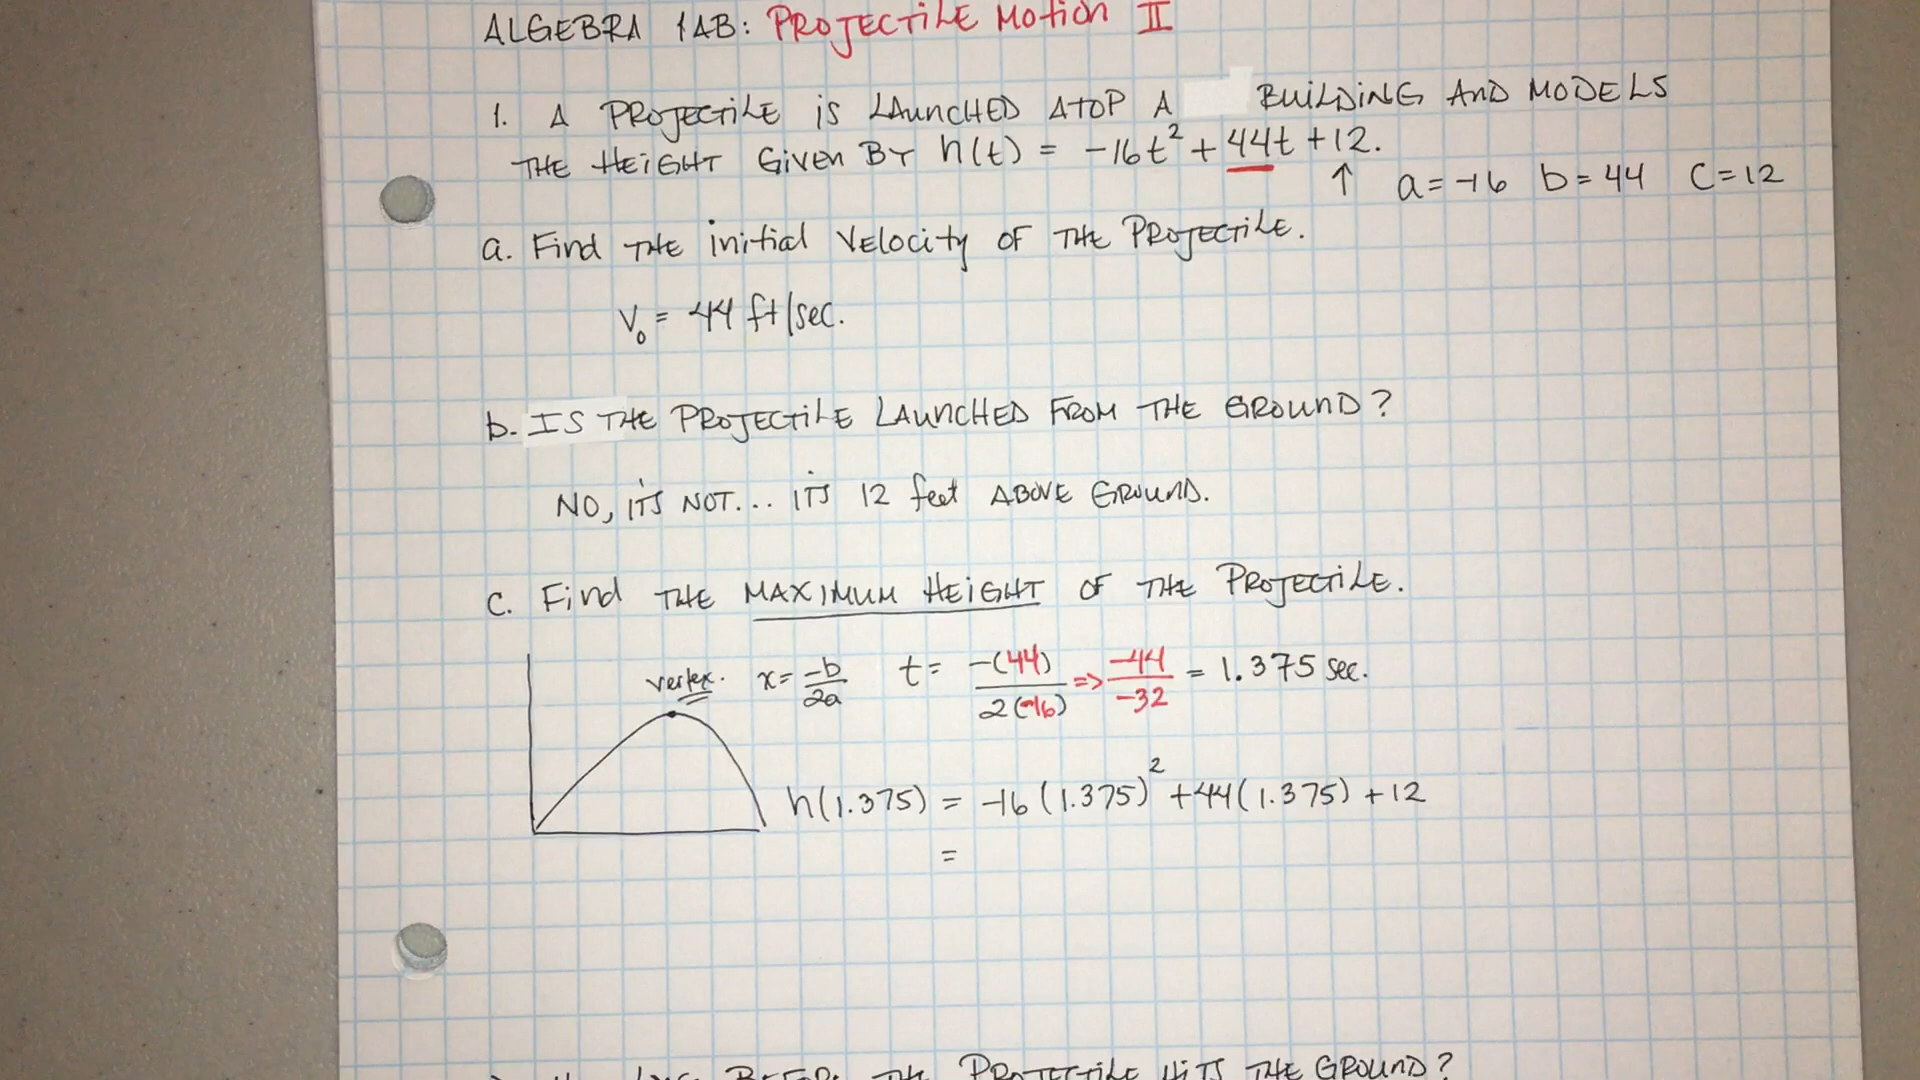 ALGEBRA 1AB: PROJECTILE MOTION II
1. A PROJECTILE IS LAUNCHED ATOP A BUILDING AND MODELS
THE HEIGHT GIVEN BY h(t) = -16t² + 44t + 12.
↑ a = -16 b = 44 c = 12
a. Find THE initial VELOCITY OF THE PROJECTILE.
V₀ = 44 ft/sec.
b. IS THE PROJECTILE LAUNCHED FROM THE GROUND?
NO, IT'S NOT... ITS 12 feet ABOVE GROUND.
c. Find THE MAXIMUM HEIGHT OF THE PROJECTILE.
vertex. x = -b/2a t = -(44)/2(-16) => -44/-32 = 1.375 sec.
h(1.375) = -16(1.375)² + 44(1.375) + 12
=
BEFORE THE PROJECTILE HITS THE GROUND?